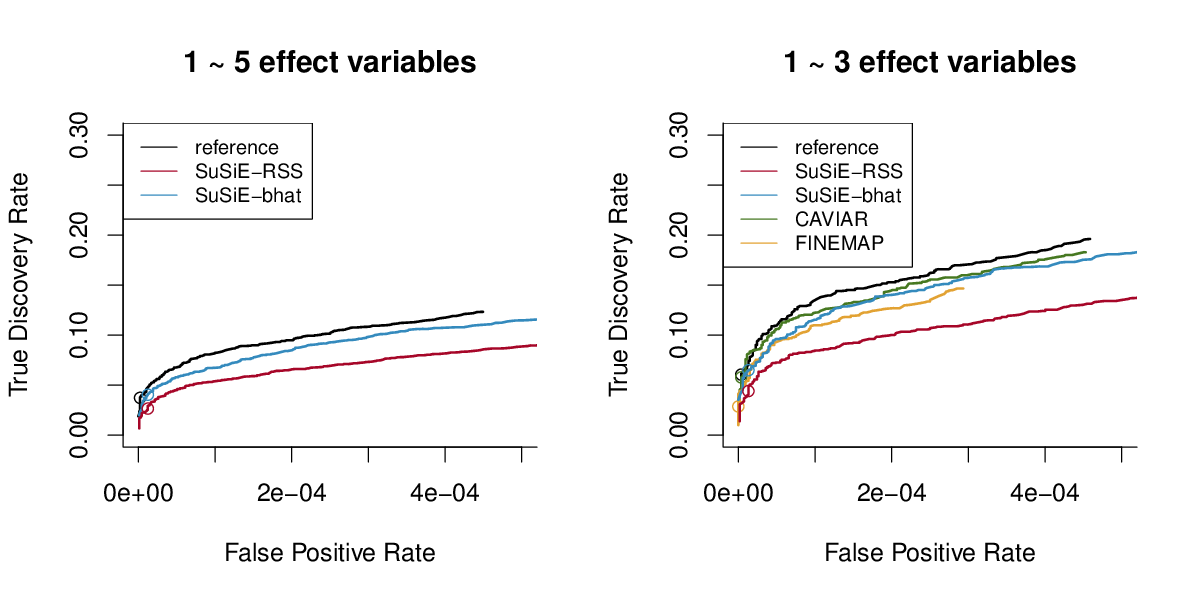 1 ~ 5 effect variables
True Discovery Rate
0.30
0.20
0.10
0.00
reference
SuSiE−RSS
SuSiE−bhat
0e+00
2e−04
4e−04
False Positive Rate
1 ~ 3 effect variables
True Discovery Rate
0.30
0.20
0.10
0.00
reference
SuSiE−RSS
SuSiE−bhat
CAVIAR
FINEMAP
0e+00
2e−04
4e−04
False Positive Rate